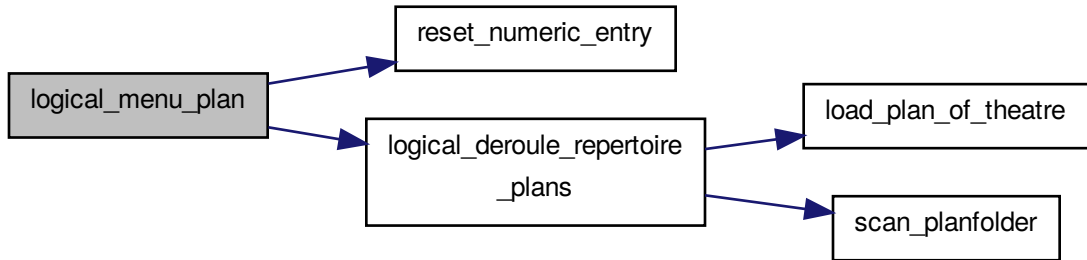 logical_menu_plan
reset_numeric_entry
logical_deroule_repertoire
_plans
load_plan_of_theatre
scan_planfolder